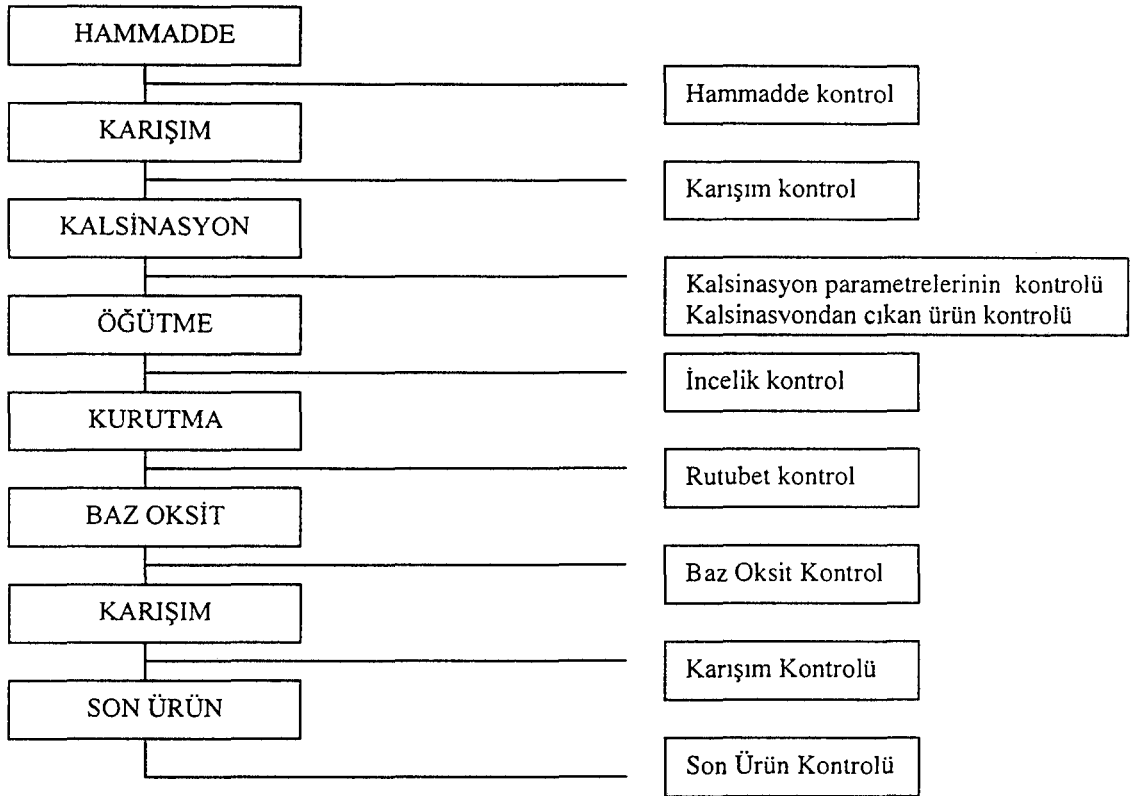 HAMMADDE
Hammadde kontrol
KARIŞIM
Karışım kontrol
KALSİNASYON
Kalsinasyon parametrelerinin kontrolü
Kalsinasyondan cıkan ürün kontrolü
ÖĞÜTME
İncelik kontrol
KURUTMA
Rutubet kontrol
BAZ OKSİT
Baz Oksit Kontrol
KARIŞIM
Karışım Kontrolü
SON ÜRÜN
Son Ürün Kontrolü